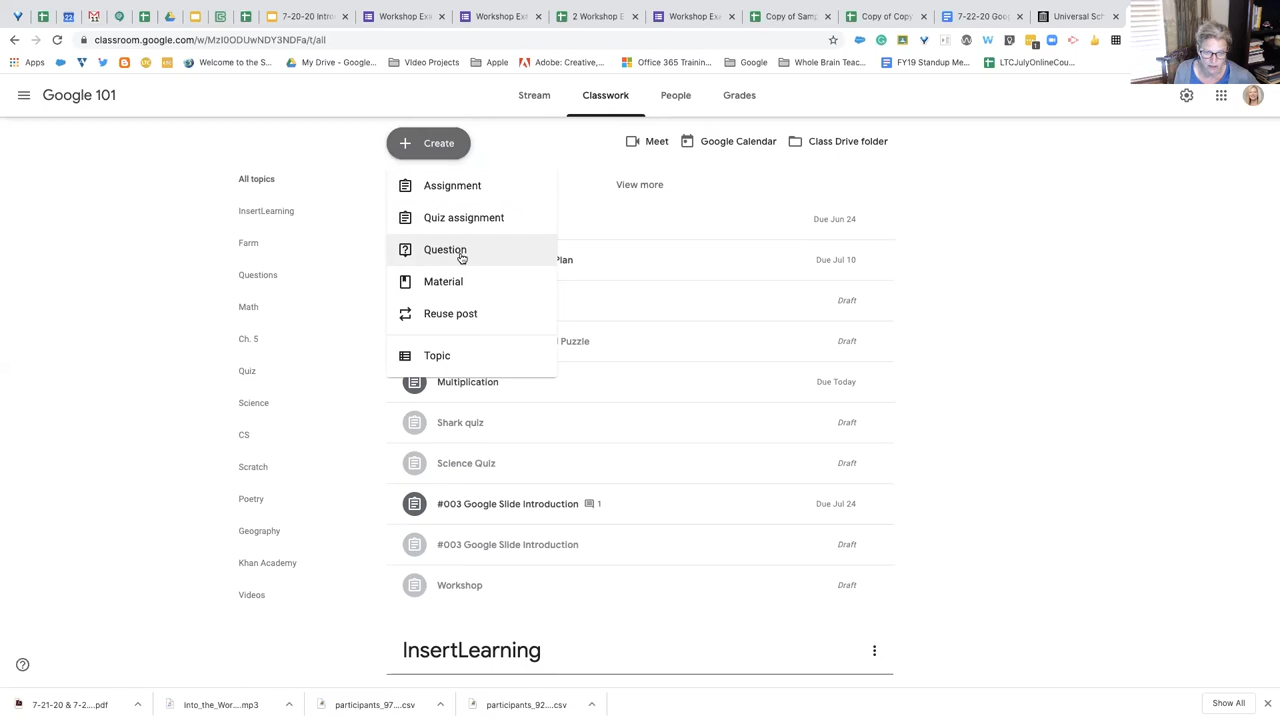 7-20-20 Intro
Workshop Exe
Workshop Exe
2 Workshop E
Workshop Exe
Copy of Samp
Copy of Copy
7-22-20 Goo
Universal Sch
classroom.google.com/w/MzI0ODUwNDY3NDFa/t/all
Apps
Welcome to the S...
My Drive - Google...
Video Projects
Apple
Adobe: Creative,...
Office 365 Training...
Google
Whole Brain Teac...
FY19 Standup Me...
LTCJulyOnlineCou...
Google 101
Stream
Classwork
People
Grades
Create
Meet
Google Calendar
Class Drive folder
All topics
Assignment
View more
InsertLearning
Quiz assignment
Due Jun 24
Farm
Question
Plan
Due Jul 10
Questions
Material
Math
Reuse post
Draft
Ch. 5
Topic
Puzzle
Draft
Quiz
Multiplication
Due Today
Science
Shark quiz
Draft
CS
Science Quiz
Draft
Scratch
Poetry
#003 Google Slide Introduction 1
Due Jul 24
Geography
#003 Google Slide Introduction
Draft
Khan Academy
Workshop
Draft
Videos
InsertLearning
7-21-20 & 7-2....pdf
Into_the_Wor....mp3
participants_97....csv
participants_92....csv
Show All